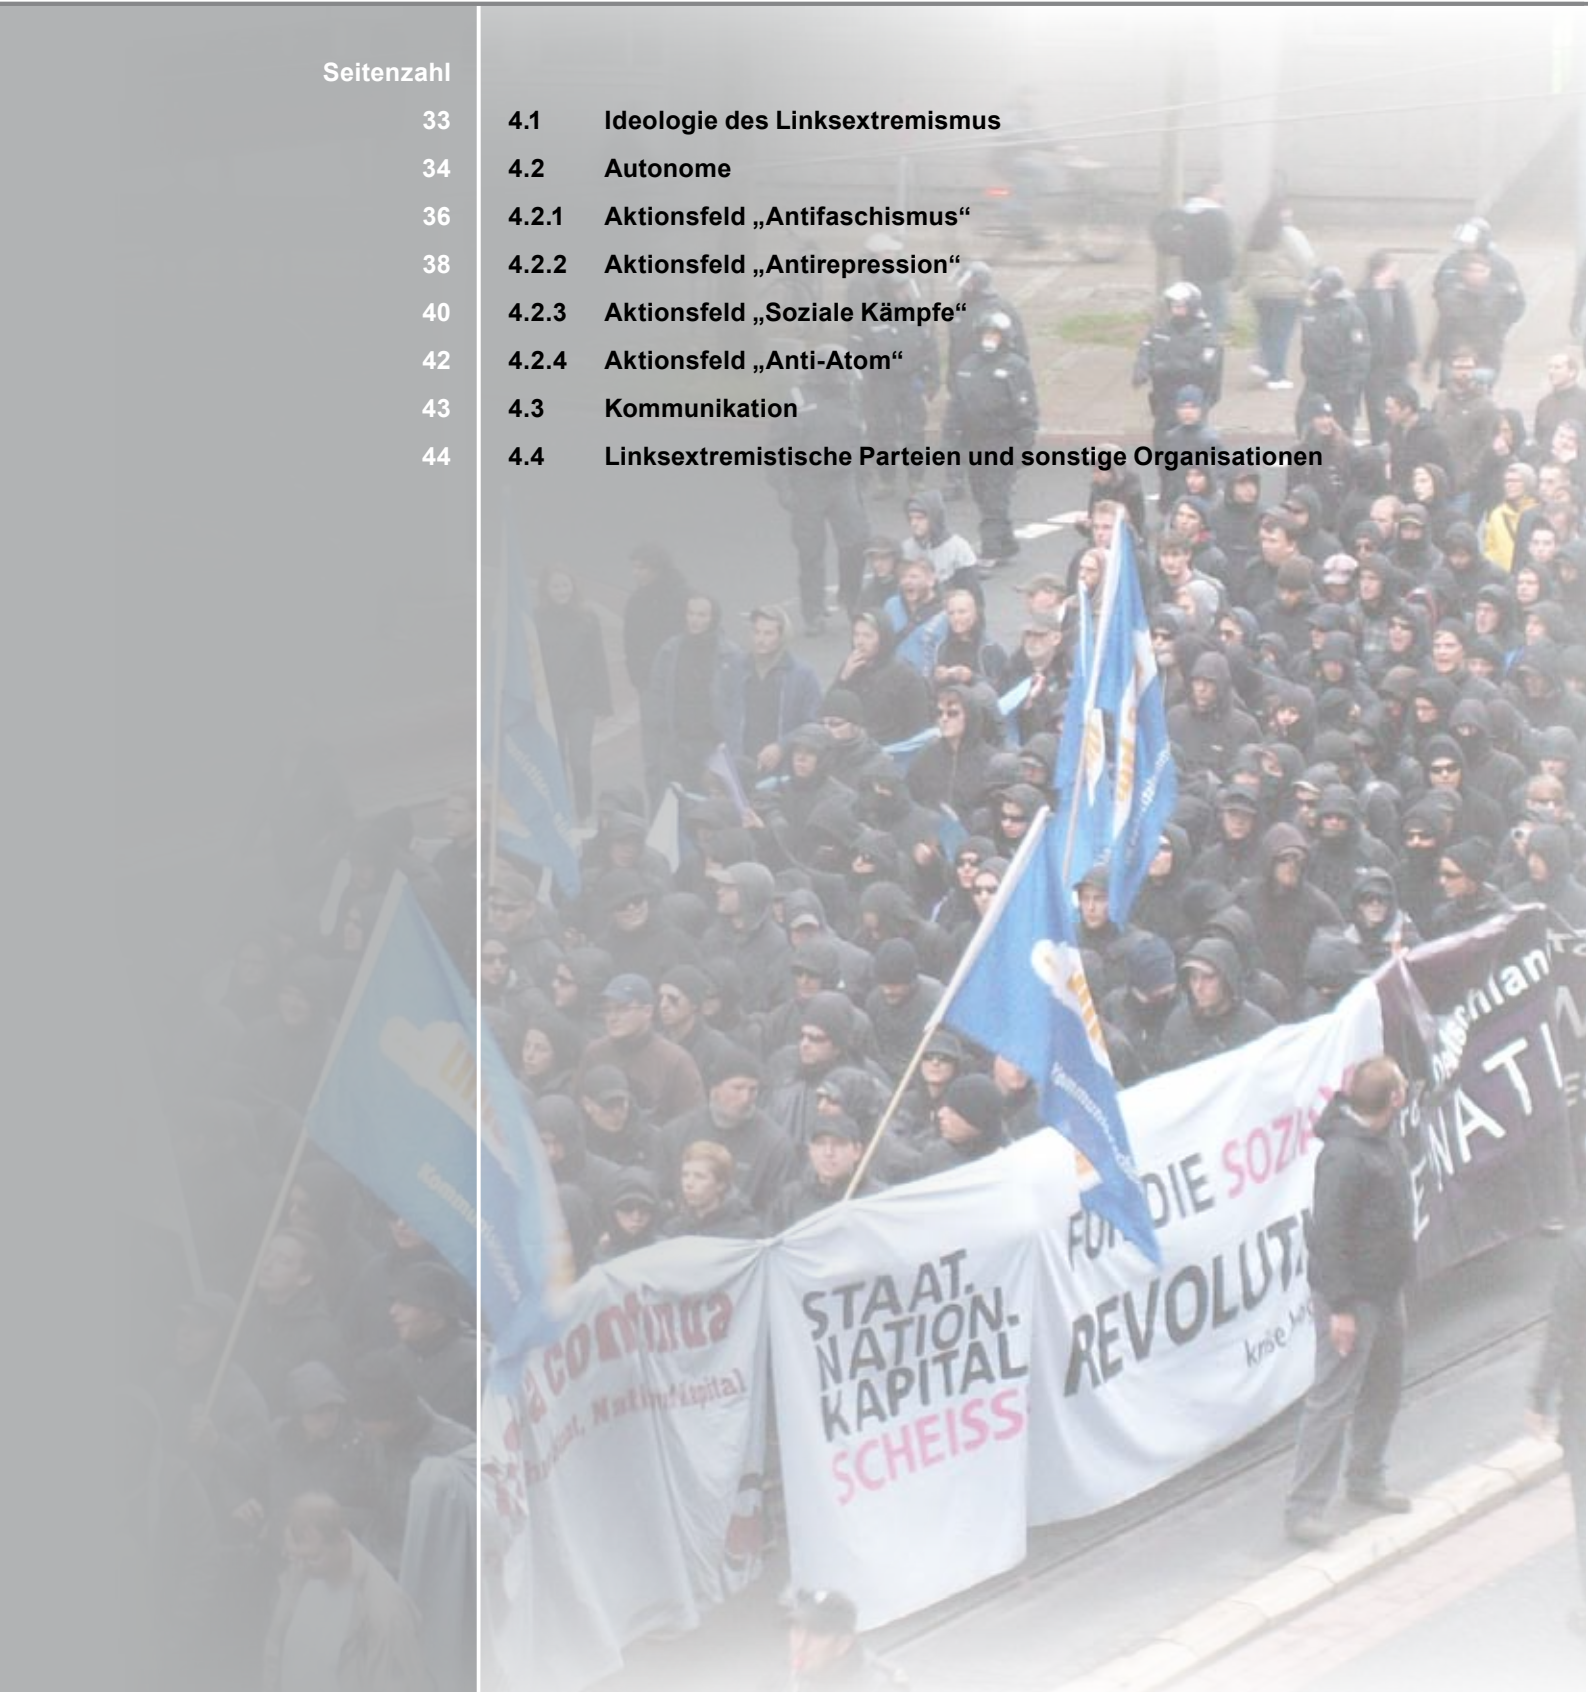 Seitenzahl
33 4.1 Ideologie des Linksextremismus
34 4.2 Autonome
36 4.2.1 Aktionsfeld „Antifaschismus“
38 4.2.2 Aktionsfeld „Antirepression“
40 4.2.3 Aktionsfeld „Soziale Kämpfe“
42 4.2.4 Aktionsfeld „Anti-Atom“
43 4.3 Kommunikation
44 4.4 Linksextremistische Parteien und sonstige Organisationen
continua
STAAT.
NATION.
KAPITAL
SCHEISS
DIE